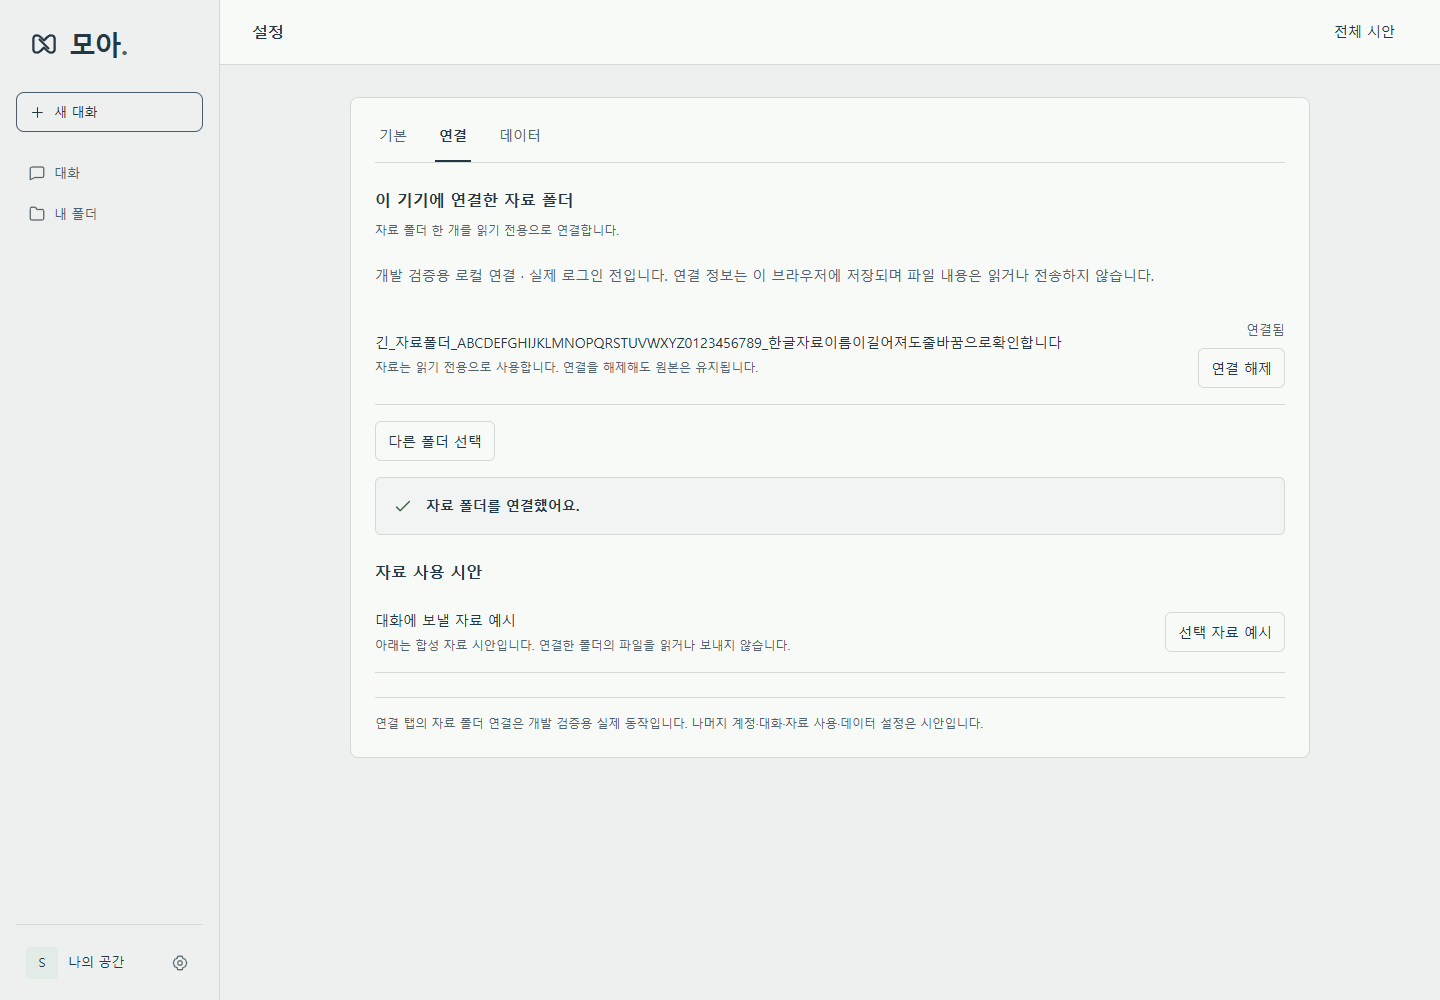 모아.
새 대화
대화
내 폴더
S 나의 공간
설정
전체 시안
기본 연결 데이터
이 기기에 연결한 자료 폴더
자료 폴더 한 개를 읽기 전용으로 연결합니다.
개발 검증용 로컬 연결 · 실제 로그인 전입니다. 연결 정보는 이 브라우저에 저장되며 파일 내용은 읽거나 전송하지 않습니다.
긴_자료폴더_ABCDEFGHIJKLMNOPQRSTUVWXYZ0123456789_한글자료이름이길어져도줄바꿈으로확인합니다
자료는 읽기 전용으로 사용합니다. 연결을 해제해도 원본은 유지됩니다.
연결됨
연결 해제
다른 폴더 선택
자료 폴더를 연결했어요.
자료 사용 시안
대화에 보낼 자료 예시
아래는 합성 자료 시안입니다. 연결한 폴더의 파일을 읽거나 보내지 않습니다.
선택 자료 예시
연결 탭의 자료 폴더 연결은 개발 검증용 실제 동작입니다. 나머지 계정·대화·자료 사용·데이터 설정은 시안입니다.